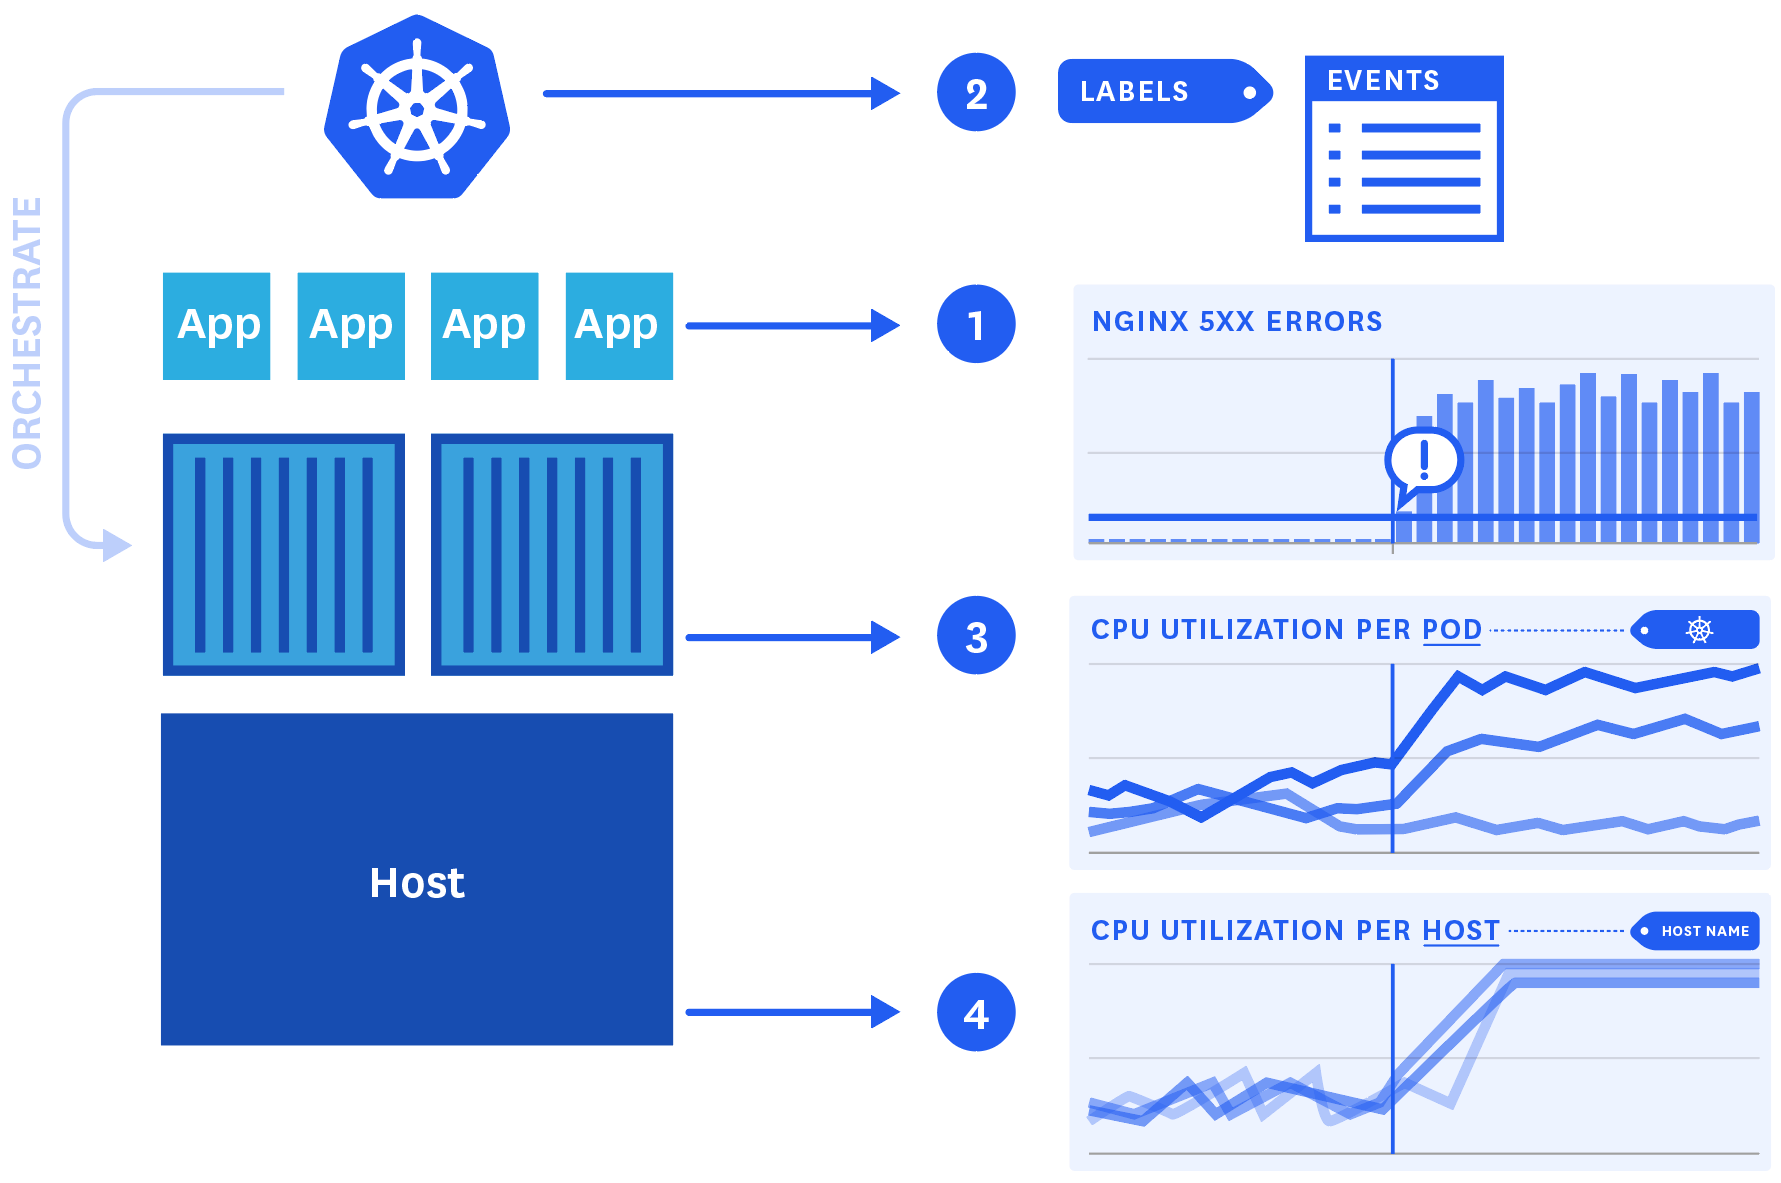 ORCHESTRATE
2
LABELS
EVENTS
App
App
App
App
1
NGINX 5XX ERRORS
!
3
CPU UTILIZATION PER POD
Host
4
CPU UTILIZATION PER HOST
HOST NAME